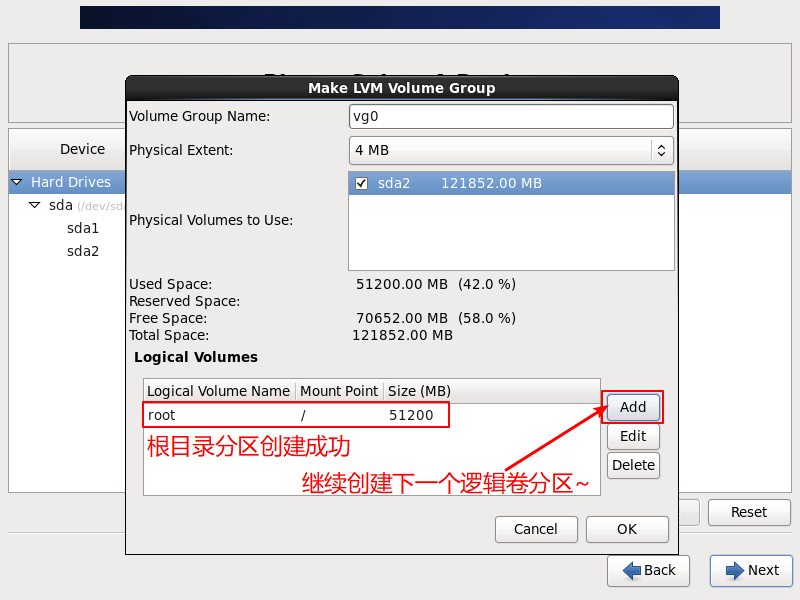 Make LVM Volume Group
Volume Group Name: vg0
Physical Extent: 4 MB
Device
Hard Drives
sda2 121852.00 MB
sda
sda1
Physical Volumes to Use:
sda2
Used Space: 51200.00 MB (42.0 %)
Reserved Space:
Free Space: 70652.00 MB (58.0 %)
Total Space: 121852.00 MB
Logical Volumes
Logical Volume Name Mount Point Size (MB)
root / 51200
Add
根目录分区创建成功
Edit
Delete
继续创建下一个逻辑卷分区~
Reset
Cancel OK
Back Next